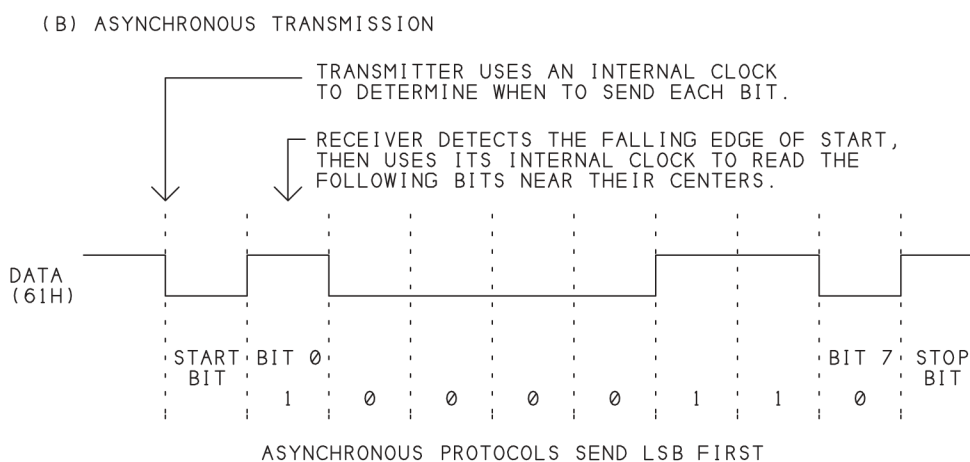 (B) ASYNCHRONOUS TRANSMISSION
TRANSMITTER USES AN INTERNAL CLOCK
TO DETERMINE WHEN TO SEND EACH BIT.
RECEIVER DETECTS THE FALLING EDGE OF START,
THEN USES ITS INTERNAL CLOCK TO READ THE
FOLLOWING BITS NEAR THEIR CENTERS.
DATA
(61H)
START BIT 0 BIT 7 STOP
BIT BIT
1 0 0 0 0 1 1 0
ASYNCHRONOUS PROTOCOLS SEND LSB FIRST